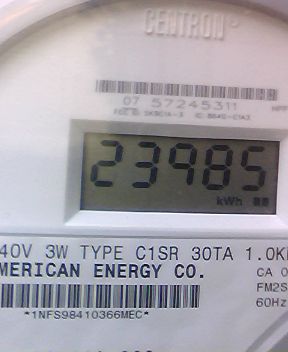 CENTRON
07 57245311
23985
kWh
40V 3W TYPE C1SR 30TA 1.0K
MERICAN ENERGY CO.
CA 0
FM2S
60Hz
*1NFS98410366MEC*